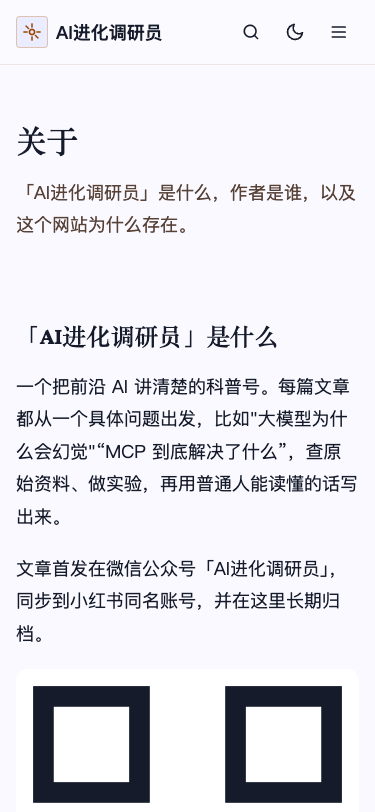 AI进化调研员
关于
「AI进化调研员」是什么，作者是谁，以及
这个网站为什么存在。
「AI进化调研员」是什么
一个把前沿 AI 讲清楚的科普号。每篇文章
都从一个具体问题出发，比如"大模型为什
么会幻觉"“MCP 到底解决了什么”，查原
始资料、做实验，再用普通人能读懂的话写
出来。
文章首发在微信公众号「AI进化调研员」，
同步到小红书同名账号，并在这里长期归
档。